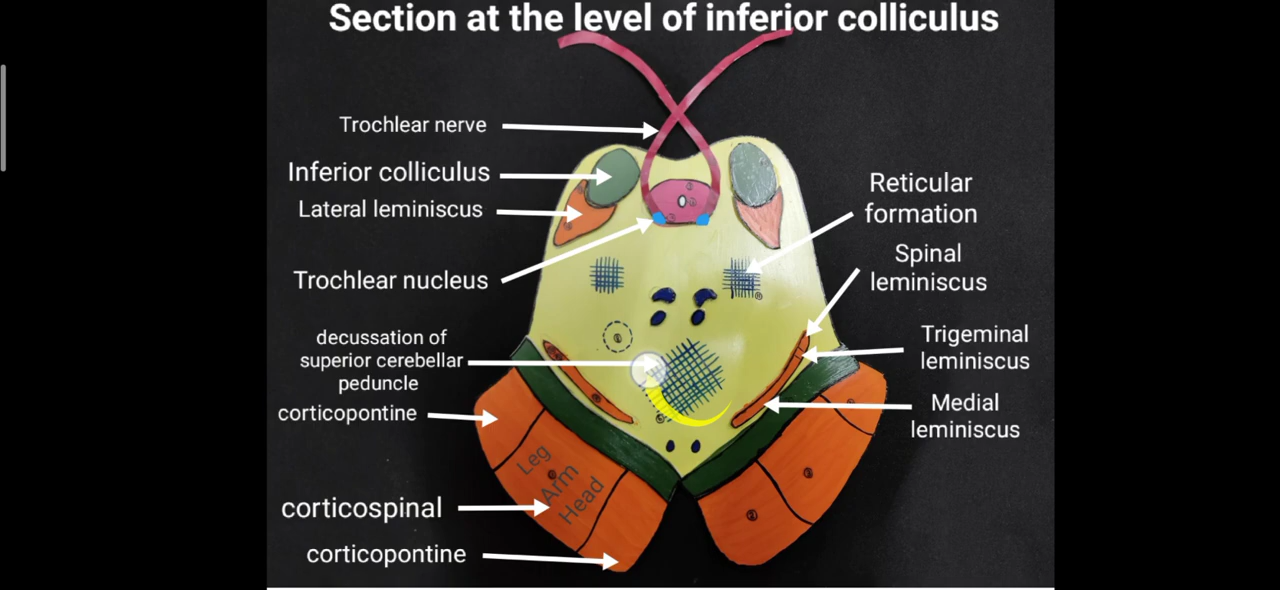 Section at the level of inferior colliculus
Trochlear nerve
Inferior colliculus
Lateral leminiscus
Trochlear nucleus
decussation of
superior cerebellar
peduncle
corticopontine
corticospinal
corticopontine
Leg
Arm
Head
Reticular
formation
Spinal
leminiscus
Trigeminal
leminiscus
Medial
leminiscus